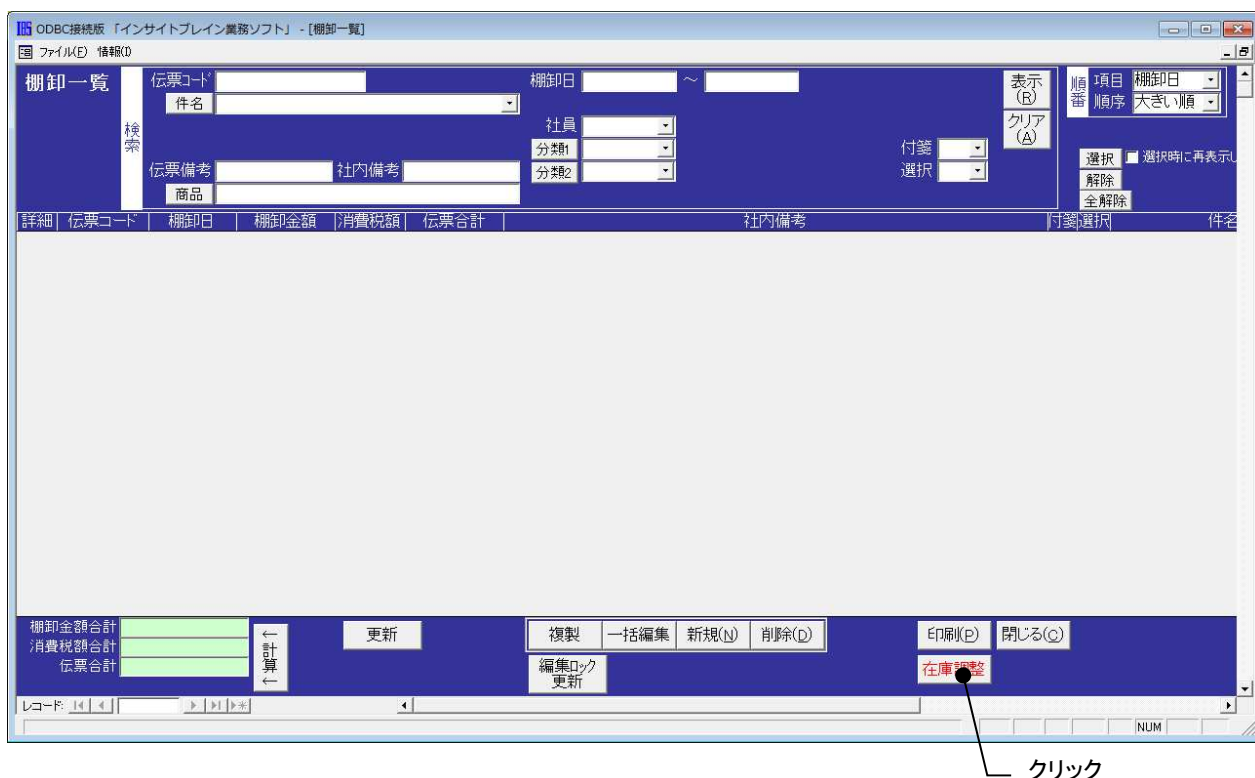 IBS ODBC接続版 「インサイトブレイン業務ソフト」 - [棚卸一覧]
ファイル(F) 情報(I)
棚卸一覧
検索
伝票コード
棚卸日 ～
表示(R)
順番
項目 棚卸日
件名
順序 大きい順
社員
クリア(A)
分類1
付箋
選択 選択時に再表示し
伝票備考 社内備考
分類2
選択
解除
商品
全解除
詳細 伝票コード 棚卸日 棚卸金額 消費税額 伝票合計 社内備考 付箋 選択 件名
棚卸金額合計
消費税額合計
伝票合計
←計算←
更新
複製 一括編集 新規(N) 削除(D)
印刷(P) 閉じる(C)
編集ロック
更新
在庫調整
レコード:
NUM
クリック